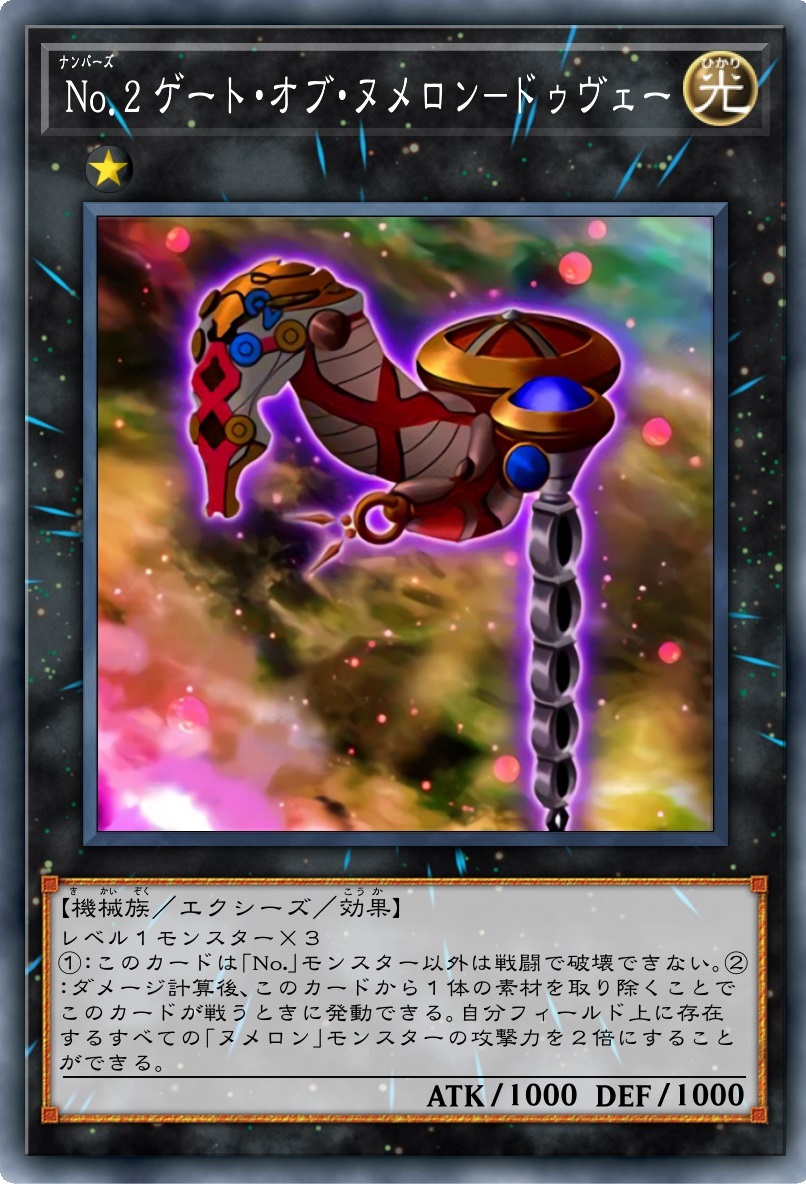 ナンバーズ
No.2 ゲート・オブ・ヌメロン－ドゥヴェー
ひかり
光
き かい ぞく こう か
【機械族／エクシーズ／効果】
レベル１モンスター×３
①：このカードは「No.」モンスター以外は戦闘で破壊できない。②
：ダメージ計算後、このカードから１体の素材を取り除くことで
このカードが戦うときに発動できる。自分フィールド上に存在
するすべての「ヌメロン」モンスターの攻撃力を２倍にすること
ができる。
ATK/1000 DEF/1000